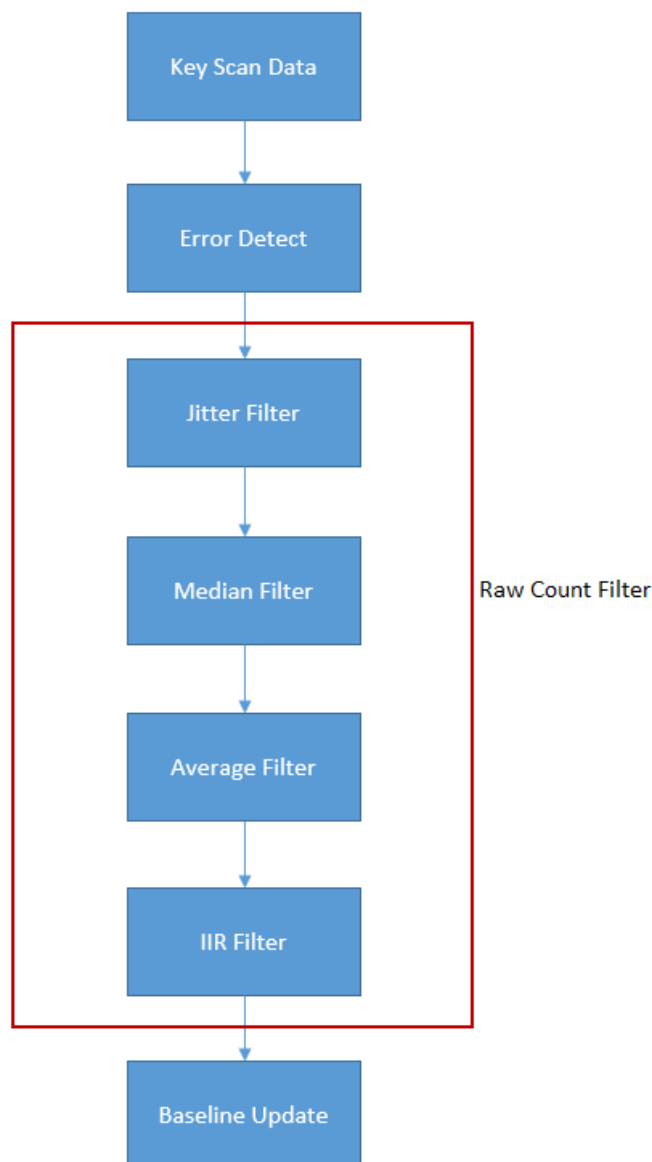 Key Scan Data
Error Detect
Jitter Filter
Median Filter
Raw Count Filter
Average Filter
IIR Filter
Baseline Update